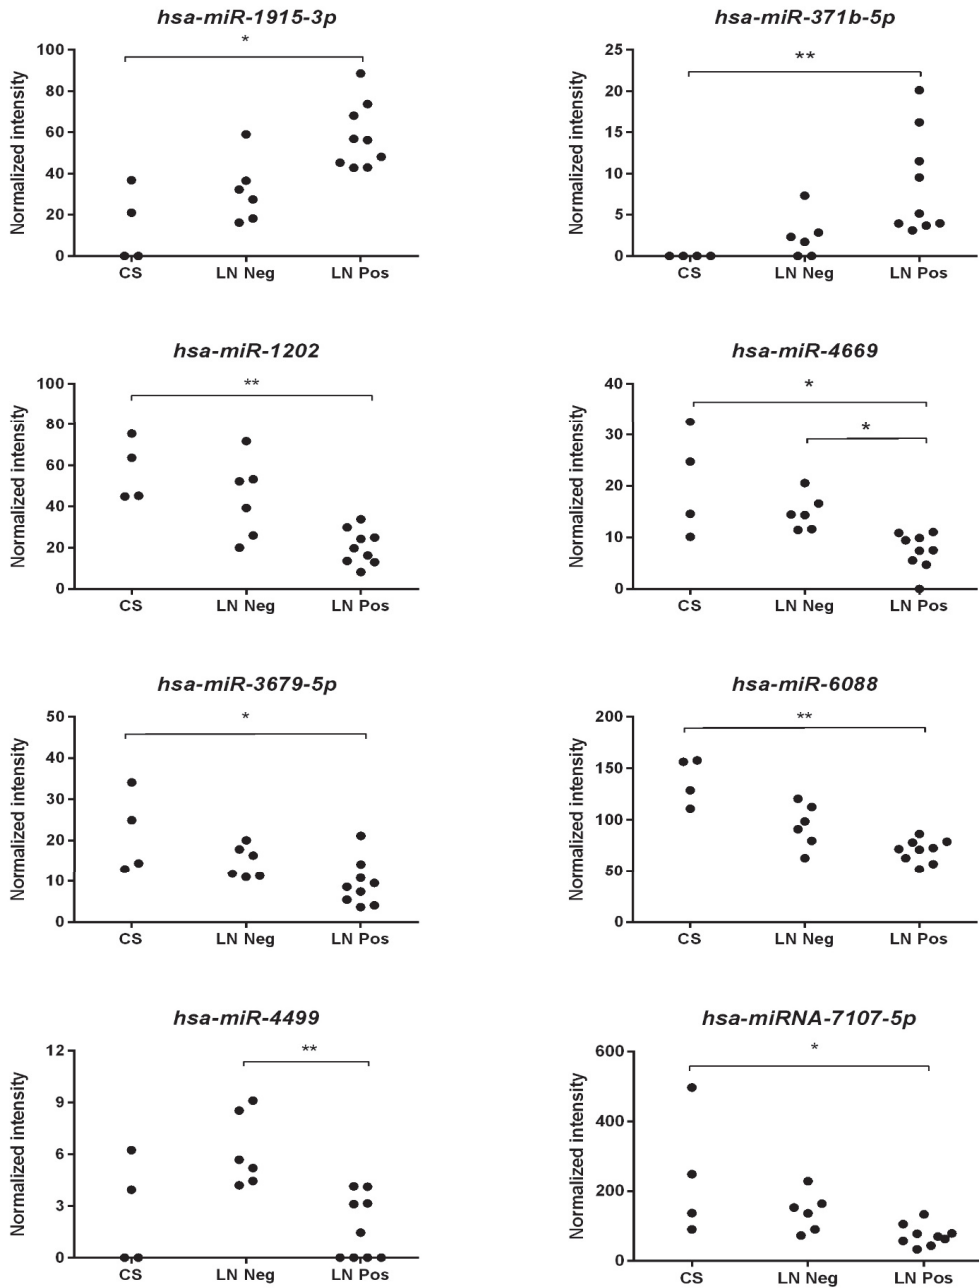 hsa-miR-1915-3p
*
Normalized intensity
100
80
60
40
20
0
CS LN Neg LN Pos
hsa-miR-371b-5p
**
Normalized intensity
25
20
15
10
5
0
CS LN Neg LN Pos
hsa-miR-1202
**
Normalized intensity
100
80
60
40
20
0
CS LN Neg LN Pos
hsa-miR-4669
*
*
Normalized intensity
40
30
20
10
0
CS LN Neg LN Pos
hsa-miR-3679-5p
*
Normalized intensity
50
40
30
20
10
0
CS LN Neg LN Pos
hsa-miR-6088
**
Normalized intensity
200
150
100
50
0
CS LN Neg LN Pos
hsa-miR-4499
**
Normalized intensity
12
9
6
3
0
CS LN Neg LN Pos
hsa-miRNA-7107-5p
*
Normalized intensity
600
400
200
0
CS LN Neg LN Pos